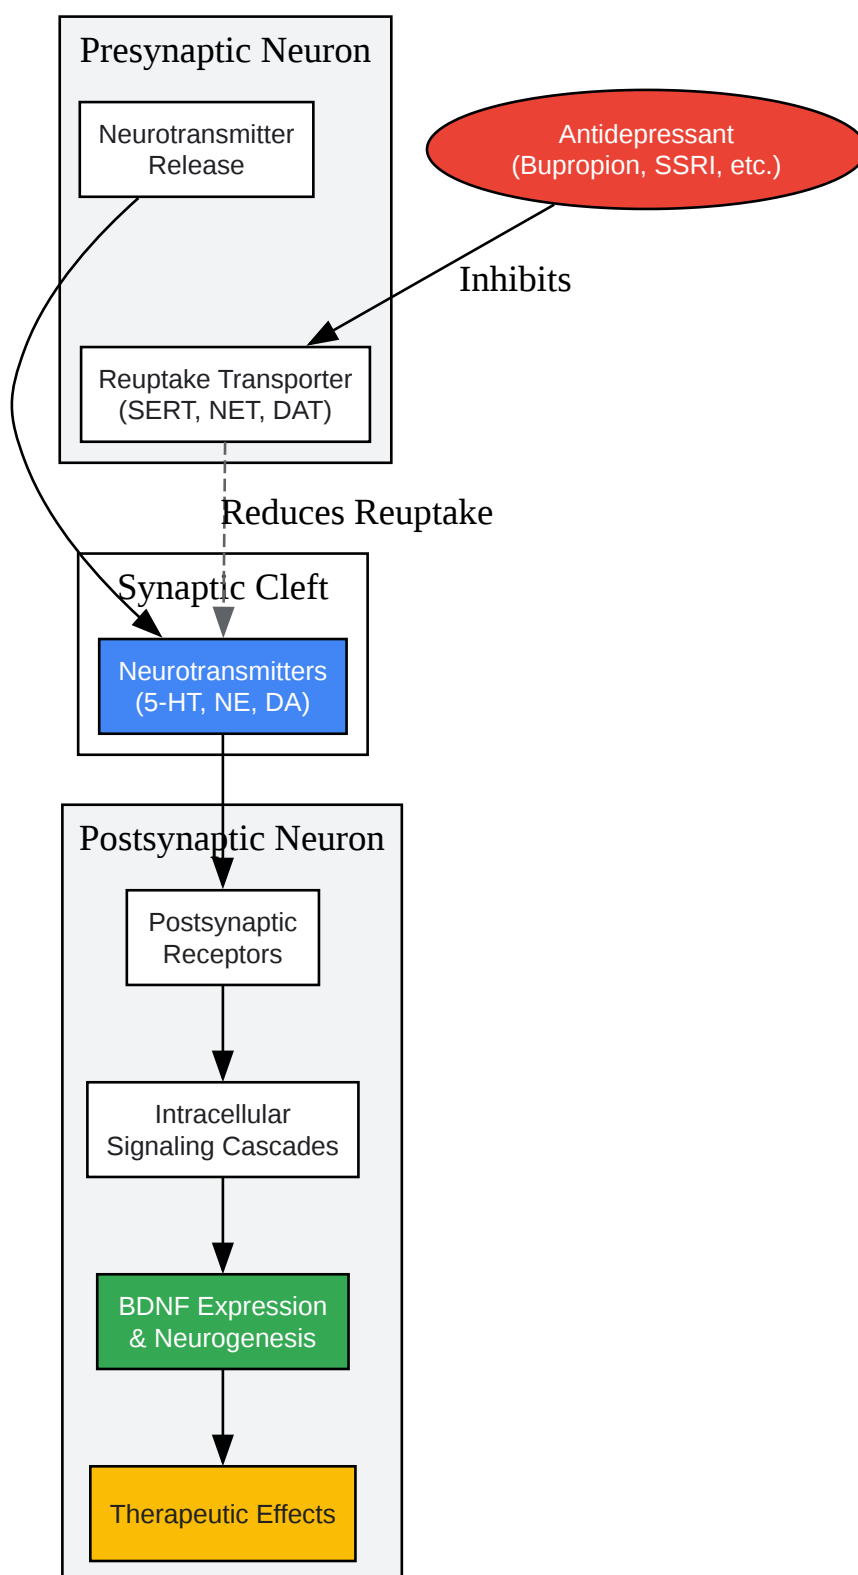 Presynaptic Neuron
Neurotransmitter
Release
Antidepressant
(Bupropion, SSRI, etc.)
Inhibits
Reuptake Transporter
(SERT, NET, DAT)
Reduces Reuptake
Synaptic Cleft
Neurotransmitters
(5-HT, NE, DA)
Postsynaptic Neuron
Postsynaptic
Receptors
Intracellular
Signaling Cascades
BDNF Expression
& Neurogenesis
Therapeutic Effects